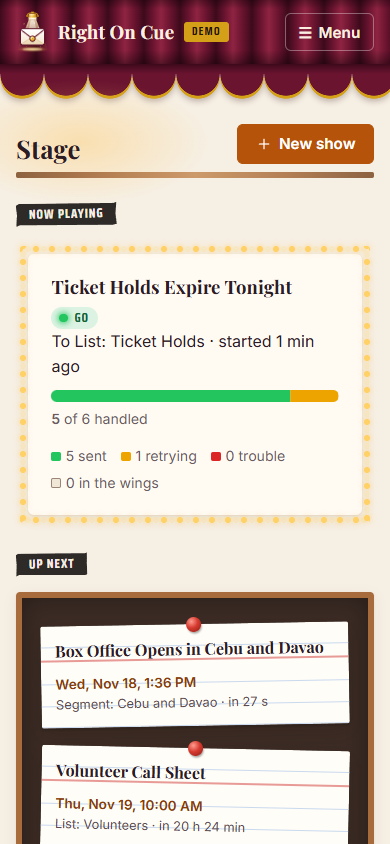 Right On Cue DEMO ☰ Menu
Stage
+ New show
NOW PLAYING
Ticket Holds Expire Tonight
GO
To List: Ticket Holds · started 1 min
ago
5 of 6 handled
5 sent 1 retrying 0 trouble
0 in the wings
UP NEXT
Box Office Opens in Cebu and Davao
Wed, Nov 18, 1:36 PM
Segment: Cebu and Davao · in 27 s
Volunteer Call Sheet
Thu, Nov 19, 10:00 AM
List: Volunteers · in 20 h 24 min